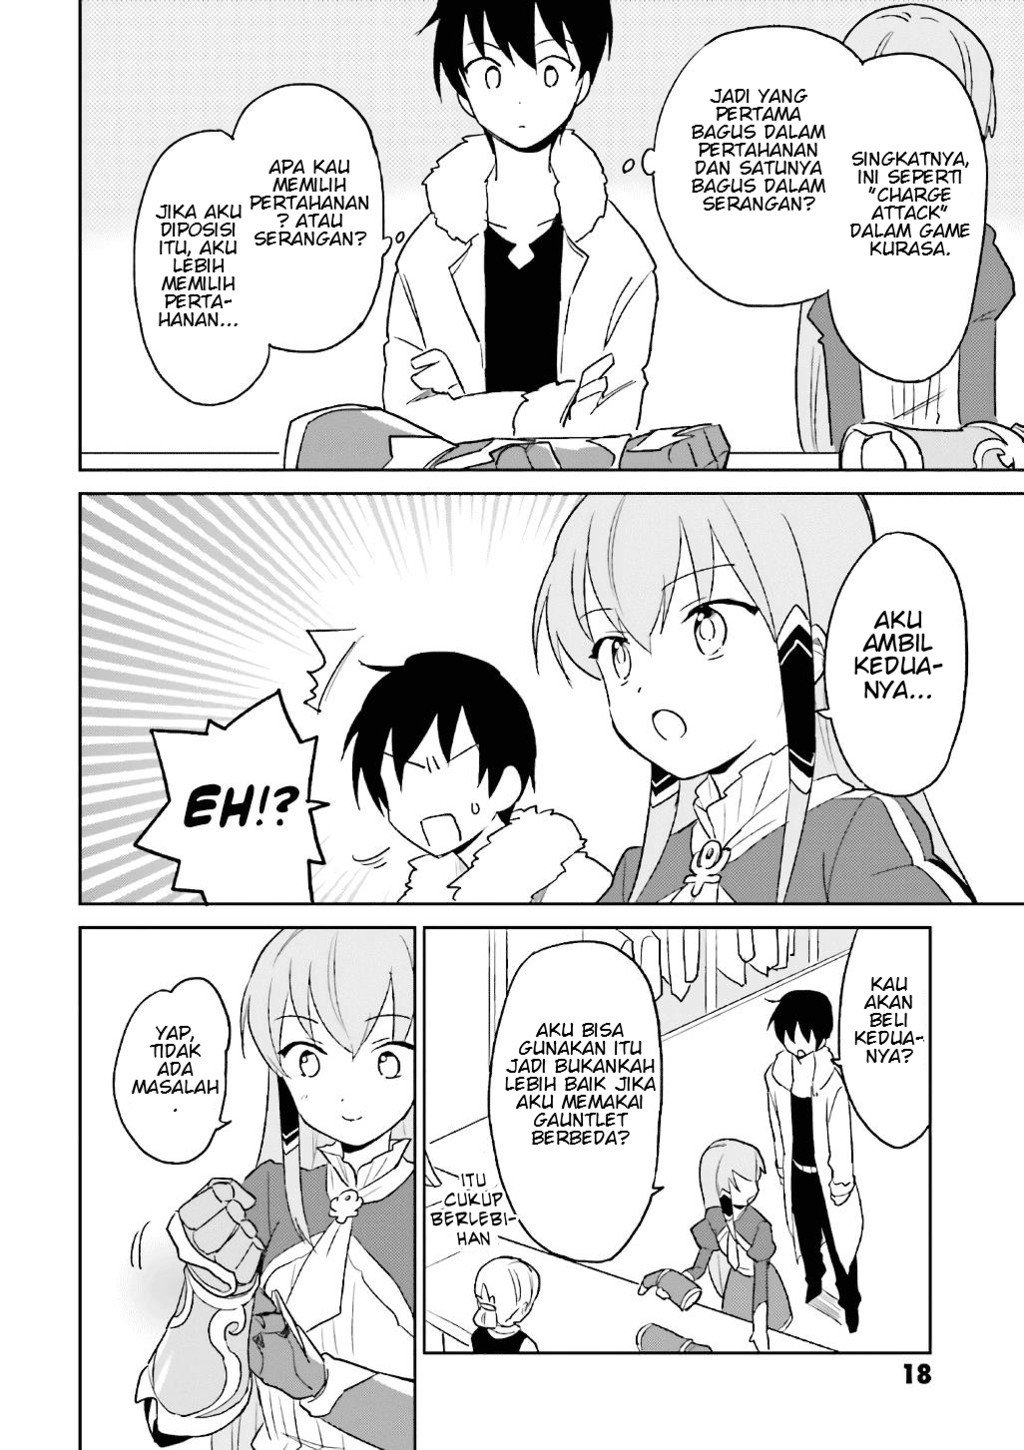 SINGKATNYA,
INI SEPERTI
"CHARGE
ATTACK"
DALAM GAME
KURASA.
JADI YANG
PERTAMA
BAGUS DALAM
PERTAHANAN
DAN SATUNYA
BAGUS DALAM
SERANGAN?
APA KAU
MEMILIH
PERTAHANAN
? ATAU
SERANGAN?
JIKA AKU
DIPOSISI
ITU, AKU
LEBIH
MEMILIH
PERTA-
HANAN...
AKU
AMBIL
KEDUA-
NYA...
EH!?
KAU
AKAN
BELI
KEDUA-
NYA?
AKU BISA
GUNAKAN ITU
JADI BUKANKAH
LEBIH BAIK JIKA
AKU MEMAKAI
GAUNTLET
BERBEDA?
ITU
CUKUP
BERLEBI-
HAN
YAP,
TIDAK
ADA
MASALAH
.
18